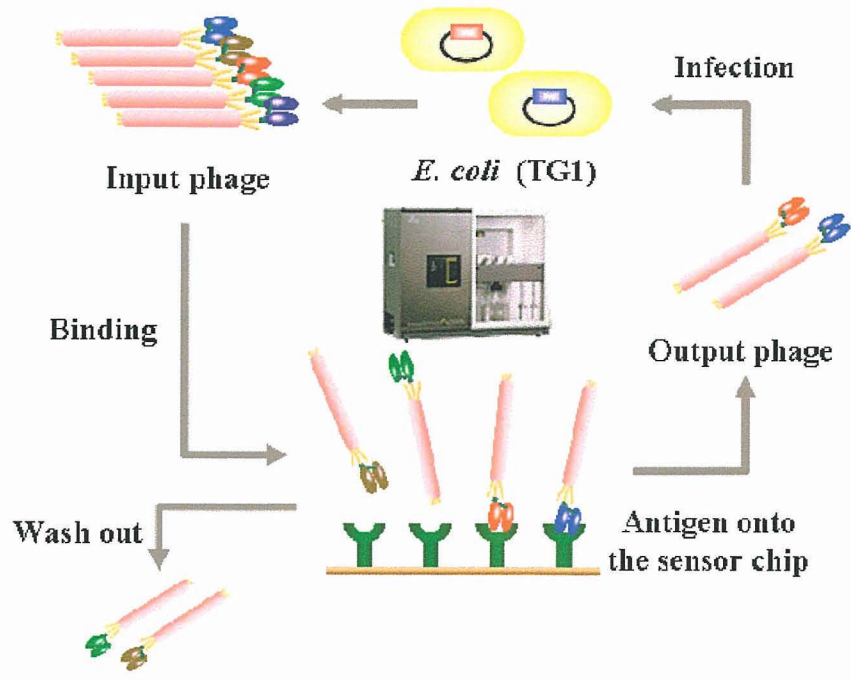 Infection
Input phage
E. coli (TG1)
Binding
Output phage
Wash out
Antigen onto
the sensor chip